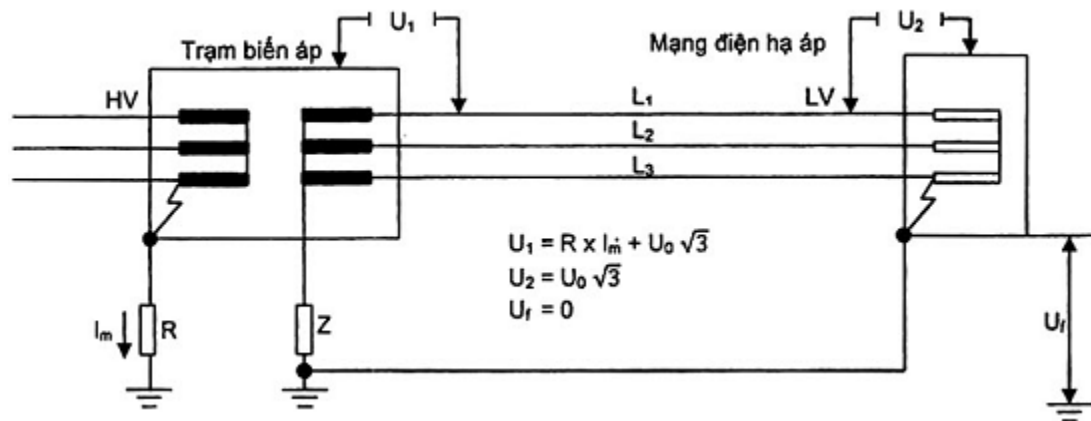 U₁
U₂
Trạm biến áp
Mạng điện hạ áp
HV
L₁
LV
L₂
L₃
U₁ = R x Iₘ + U₀ √3
U₂ = U₀ √3
U_f = 0
Iₘ
R
Z
U_f